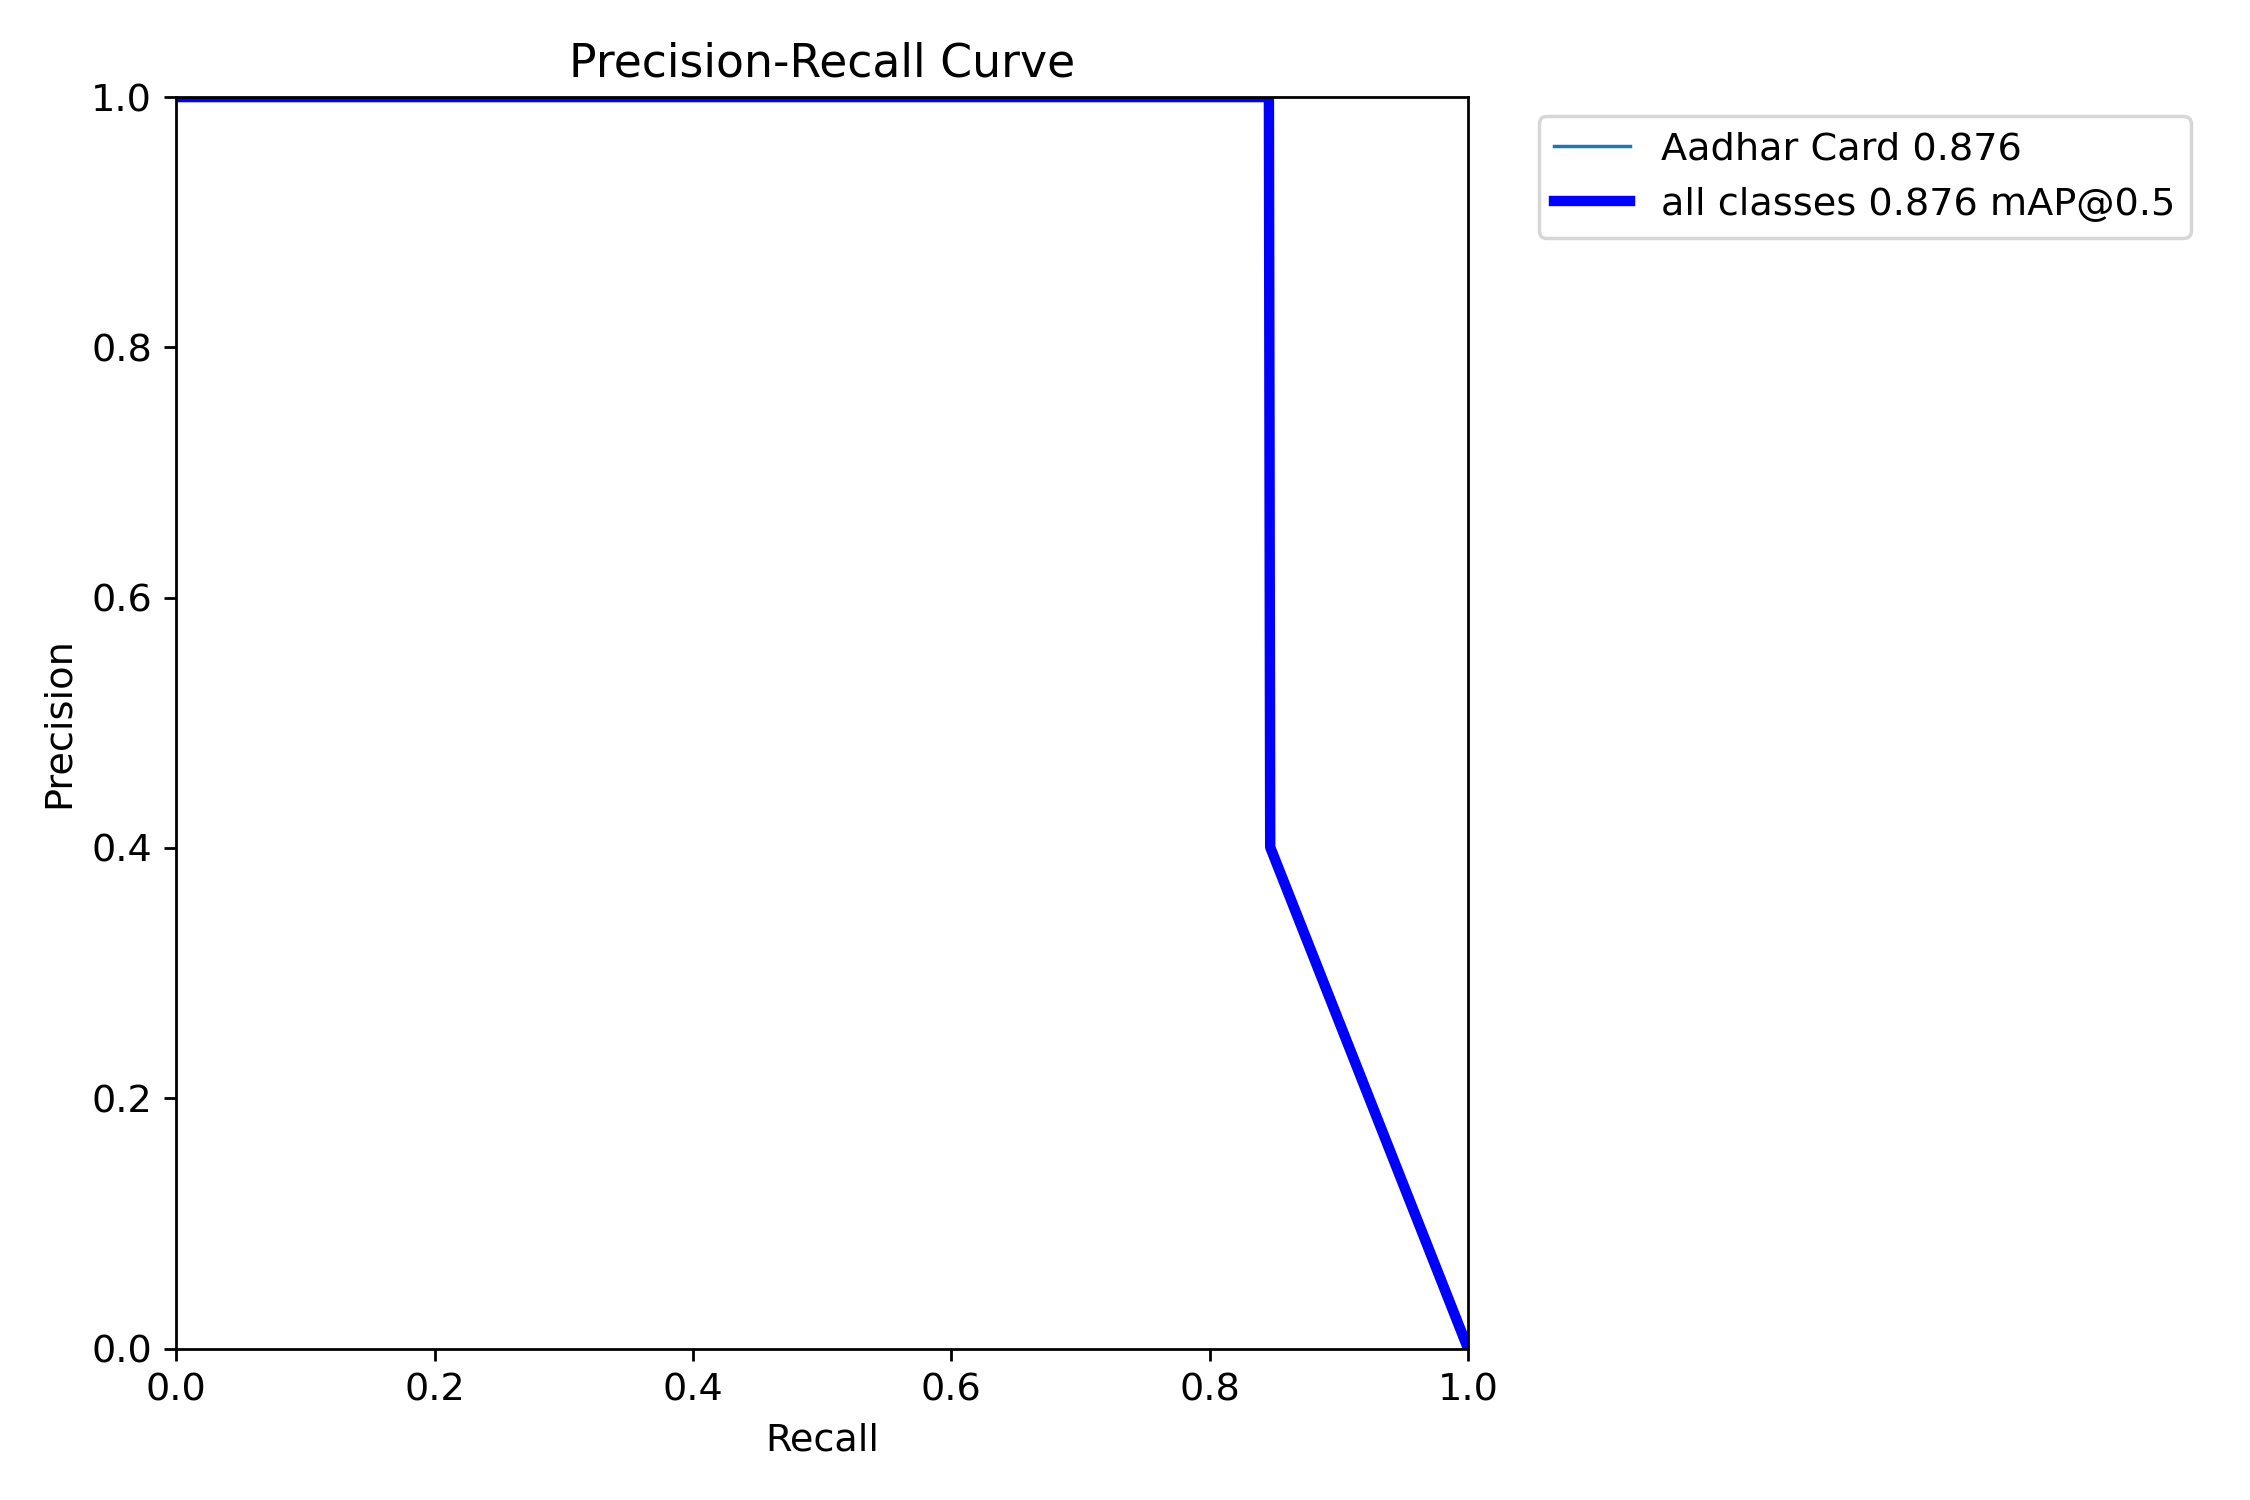 Precision-Recall Curve
1.0
0.8
0.6
0.4
0.2
0.0
Precision
0.0 0.2 0.4 0.6 0.8 1.0
Recall
Aadhar Card 0.876
all classes 0.876 mAP@0.5